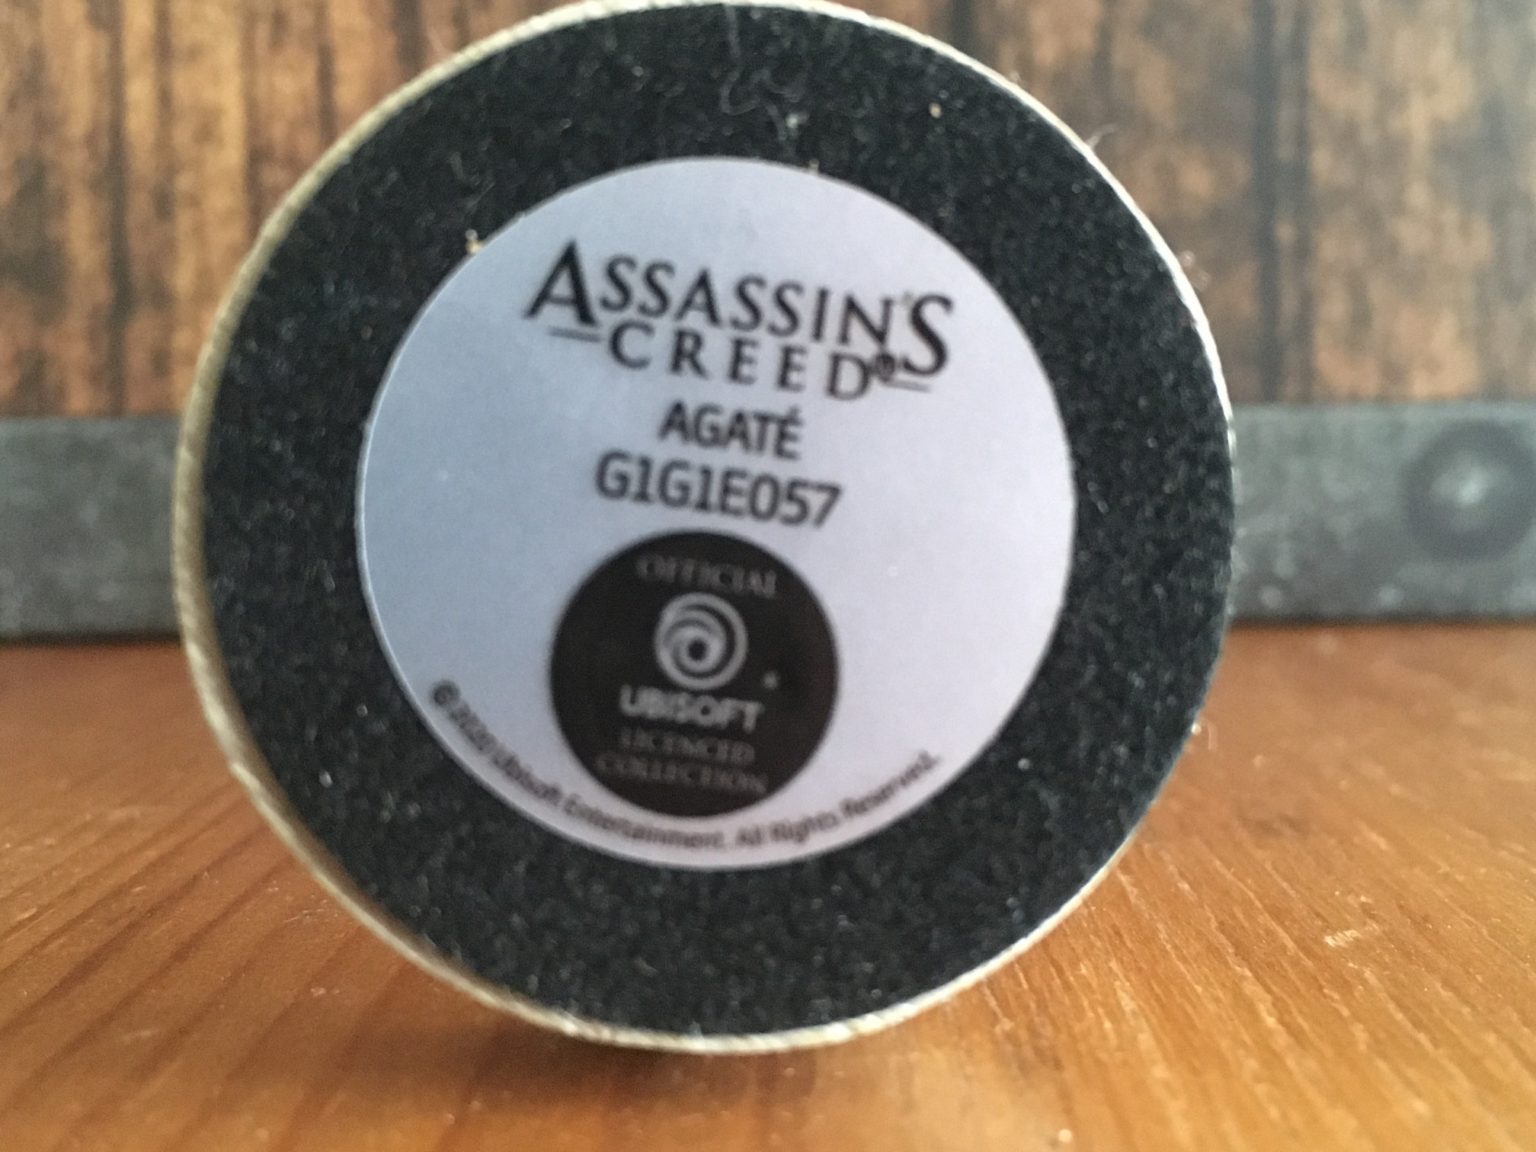 ASSASSIN'S
CREED®
AGATÉ
G1G1E057
OFFICIAL
UBISOFT
LICENCED
COLLECTION
© 2020 Ubisoft Entertainment. All Rights Reserved.